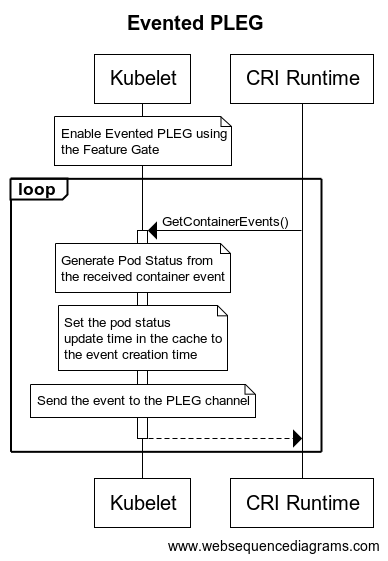 Evented PLEG
Kubelet
CRI Runtime
Enable Evented PLEG using
the Feature Gate
loop
GetContainerEvents()
Generate Pod Status from
the received container event
Set the pod status
update time in the cache to
the event creation time
Send the event to the PLEG channel
Kubelet
CRI Runtime
www.websequencediagrams.com